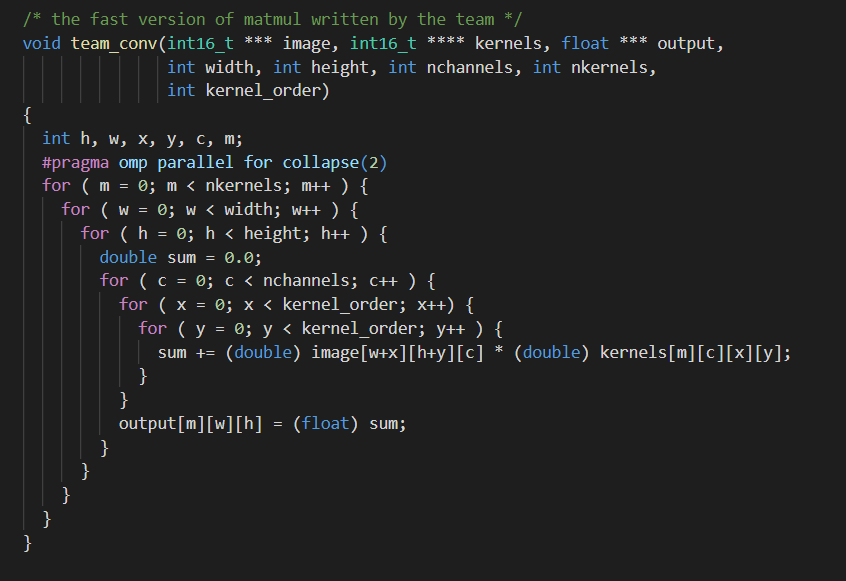 /* the fast version of matmul written by the team */
void team_conv(int16_t *** image, int16_t **** kernels, float *** output,
               int width, int height, int nchannels, int nkernels,
               int kernel_order)
{
  int h, w, x, y, c, m;
  #pragma omp parallel for collapse(2)
  for ( m = 0; m < nkernels; m++ ) {
    for ( w = 0; w < width; w++ ) {
      for ( h = 0; h < height; h++ ) {
        double sum = 0.0;
        for ( c = 0; c < nchannels; c++ ) {
          for ( x = 0; x < kernel_order; x++) {
            for ( y = 0; y < kernel_order; y++ ) {
              sum += (double) image[w+x][h+y][c] * (double) kernels[m][c][x][y];
            }
          }
          output[m][w][h] = (float) sum;
        }
      }
    }
  }
}